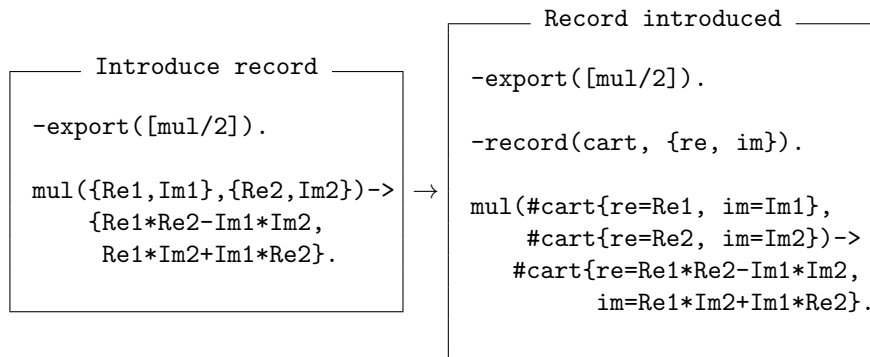 Introduce record
-export([mul/2]).
mul({Re1,Im1},{Re2,Im2})->
{Re1*Re2-Im1*Im2,
Re1*Im2+Im1*Re2}.
→
Record introduced
-export([mul/2]).
-record(cart, {re, im}).
mul(#cart{re=Re1, im=Im1},
#cart{re=Re2, im=Im2})->
#cart{re=Re1*Re2-Im1*Im2,
im=Re1*Im2+Im1*Re2}.